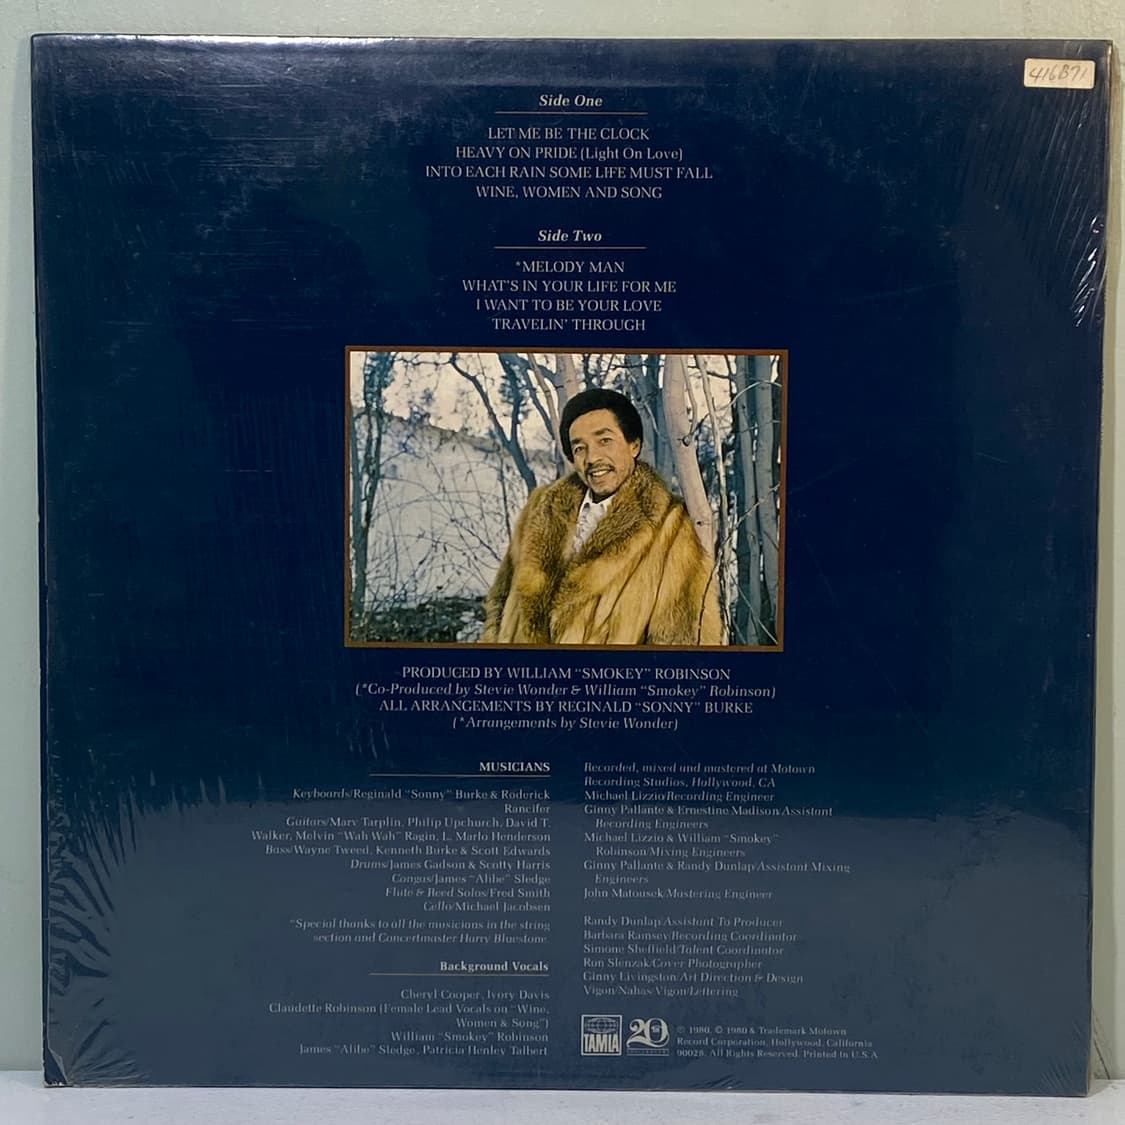 416B71
Side One
LET ME BE THE CLOCK
HEAVY ON PRIDE (Light On Love)
INTO EACH RAIN SOME LIFE MUST FALL
WINE, WOMEN AND SONG
Side Two
*MELODY MAN
WHAT'S IN YOUR LIFE FOR ME
I WANT TO BE YOUR LOVE
TRAVELIN' THROUGH
PRODUCED BY WILLIAM "SMOKEY" ROBINSON
(*Co-Produced by Stevie Wonder & William "Smokey" Robinson)
ALL ARRANGEMENTS BY REGINALD "SONNY" BURKE
(*Arrangements by Stevie Wonder)
MUSICIANS
Keyboards/Reginald "Sonny" Burke & Roderick
Rancifer
Guitars/Marv Tarplin, Philip Upchurch, David T.
Walker, Melvin "Wah Wah" Ragin, L. Marlo Henderson
Bass/Wayne Tweed, Kenneth Burke & Scott Edwards
Drums/James Gadson & Scotty Harris
Congas/James "Alibe" Sledge
Flute & Reed Solos/Fred Smith
Cello/Michael Jacobsen
"Special thanks to all the musicians in the string
section and Concertmaster Harry Bluestone.
Background Vocals
Cheryl Cooper, Ivory Davis
Claudette Robinson (Female Lead Vocals on "Wine,
Women & Song")
William "Smokey" Robinson
James "Alibe" Sledge, Patricia Henley Talbert
Recorded, mixed and mastered at Motown
Recording Studios, Hollywood, CA
Michael Lizzio/Recording Engineer
Ginny Pallante & Ernestine Madison/Assistant
Recording Engineers
Michael Lizzio & William "Smokey"
Robinson/Mixing Engineers
Ginny Pallante & Randy Dunlap/Assistant Mixing
Engineers
John Matousek/Mastering Engineer
Randy Dunlap/Assistant To Producer
Barbara Ramsey/Recording Coordinator
Simone Sheffield/Talent Coordinator
Ron Slenzak/Cover Photographer
Ginny Livingston/Art Direction & Design
Vigon/Nahas/Vigon/Lettering
TAMLA
20
℗ 1980, © 1980 & Trademark Motown
Record Corporation, Hollywood, California
90028. All Rights Reserved. Printed In U.S.A